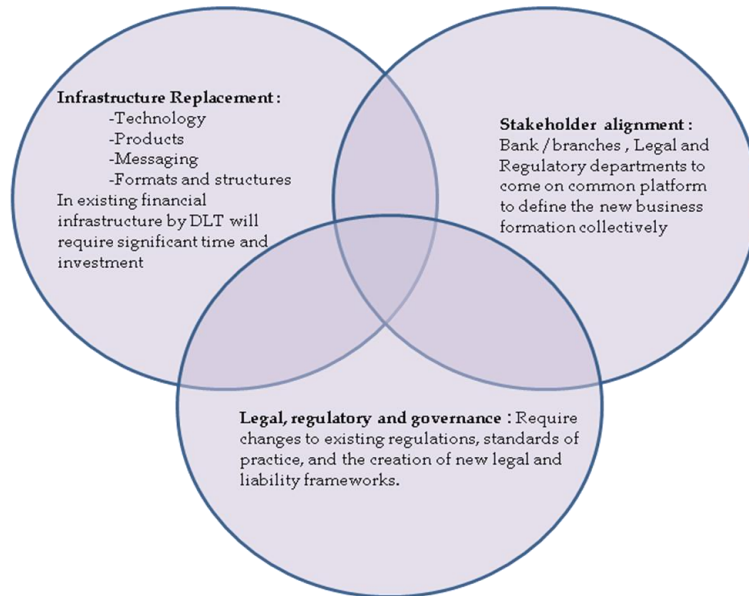 Infrastructure Replacement :
-Technology
-Products
-Messaging
-Formats and structures
In existing financial
infrastructure by DLT will
require significant time and
investment
Stakeholder alignment :
Bank / branches , Legal and
Regulatory departments to
come on common platform
to define the new business
formation collectively
Legal, regulatory and governance : Require
changes to existing regulations, standards of
practice, and the creation of new legal and
liability frameworks.